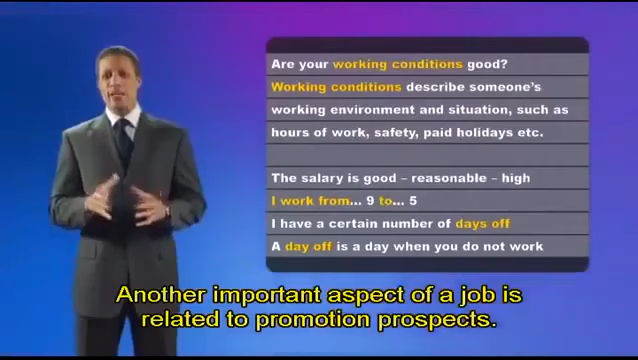 Are your working conditions good?
Working conditions describe someone's
working environment and situation, such as
hours of work, safety, paid holidays etc.
The salary is good – reasonable – high
I work from... 9 to... 5
I have a certain number of days off
A day off is a day when you do not work
Another important aspect of a job is
related to promotion prospects.